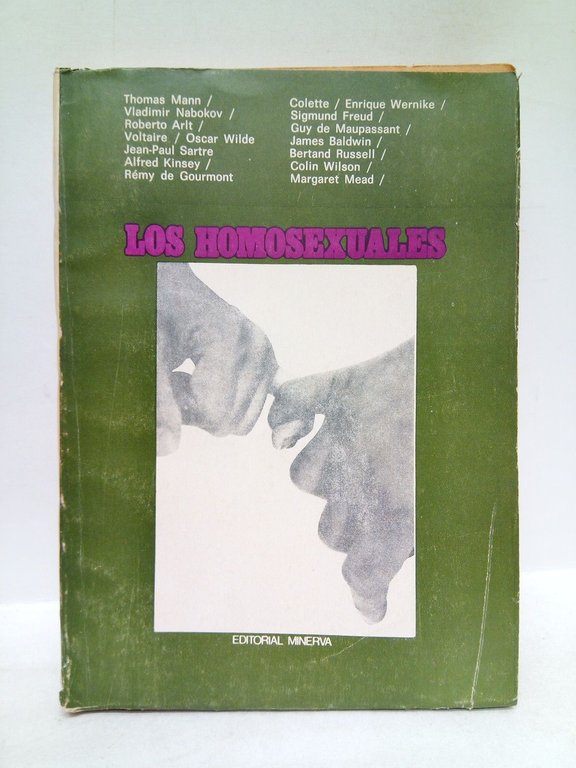 Thomas Mann /
Vladimir Nabokov /
Roberto Arlt /
Voltaire / Oscar Wilde
Jean-Paul Sartre
Alfred Kinsey /
Rémy de Gourmont
Colette / Enrique Wernike /
Sigmund Freud /
Guy de Maupassant /
James Baldwin /
Bertand Russell /
Colin Wilson /
Margaret Mead /
LOS HOMOSEXUALES
EDITORIAL MINERVA